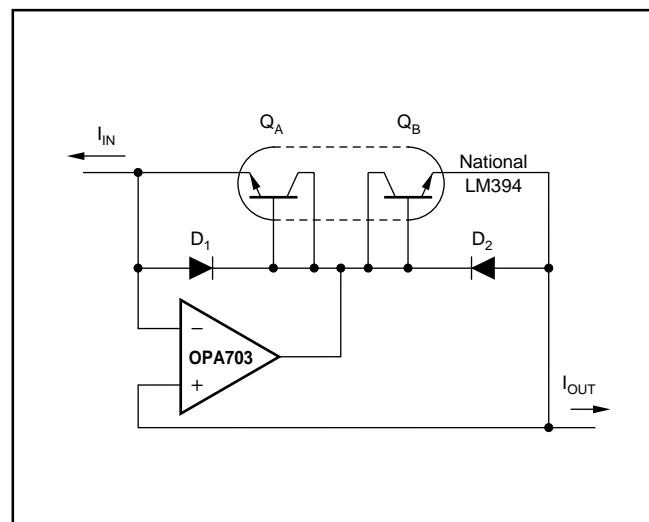 Q_A Q_B
I_IN
National
LM394
D_1 D_2
−
OPA703
+
I_OUT